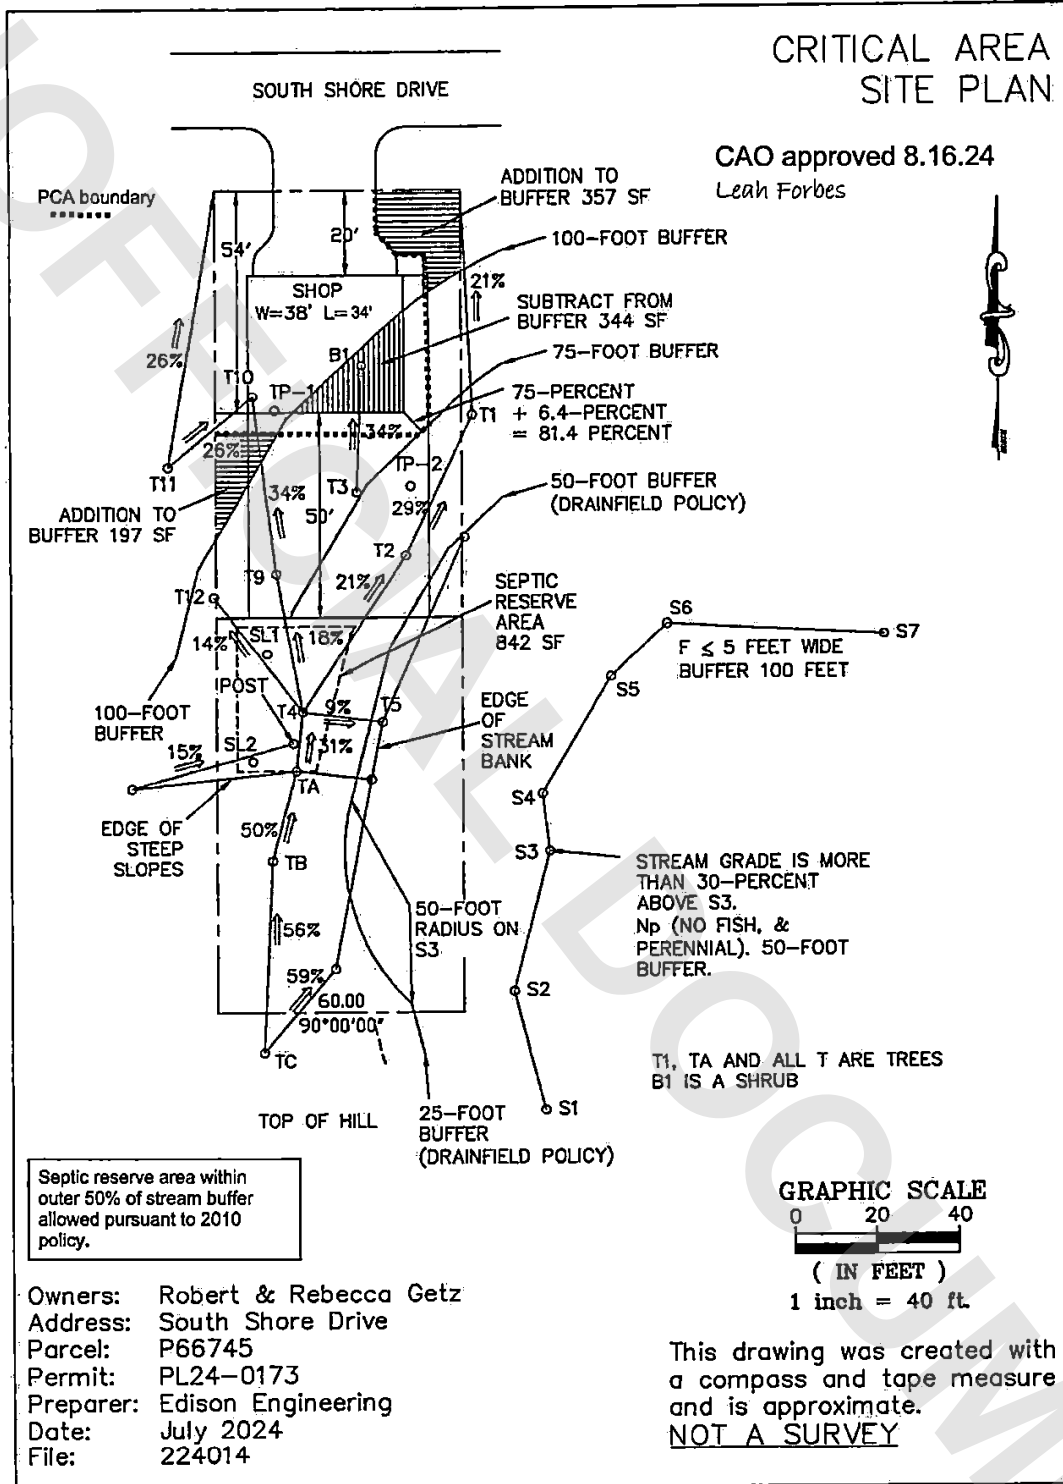 CRITICAL AREA
SITE PLAN
SOUTH SHORE DRIVE
CAO approved 8.16.24
Leah Forbes
PCA boundary
ADDITION TO
BUFFER 357 SF
100-FOOT BUFFER
54'
20'
21%
SHOP
W=38' L=34'
SUBTRACT FROM
BUFFER 344 SF
75-FOOT BUFFER
26%
B1
T10
TP-1
75-PERCENT
+ 6.4-PERCENT
= 81.4 PERCENT
T1
34%
26%
TP-2
T11
T3
34%
50-FOOT BUFFER
(DRAINFIELD POLICY)
ADDITION TO
BUFFER 197 SF
50'
29%
T2
T9
21%
T12
SEPTIC
RESERVE
AREA
842 SF
S6
S7
F ≤ 5 FEET WIDE
BUFFER 100 FEET
14%
SL1
18%
S5
POST
T4
9%
T5
100-FOOT
BUFFER
EDGE
OF
STREAM
BANK
15%
SL2
31%
TA
S4
EDGE OF
STEEP
SLOPES
50%
TB
S3
STREAM GRADE IS MORE
THAN 30-PERCENT
ABOVE S3.
Np (NO FISH, &
PERENNIAL). 50-FOOT
BUFFER.
50-FOOT
RADIUS ON
S3
56%
59%
S2
60.00
90°00'00"
TC
T1, TA AND ALL T ARE TREES
B1 IS A SHRUB
S1
TOP OF HILL
25-FOOT
BUFFER
(DRAINFIELD POLICY)
Septic reserve area within
outer 50% of stream buffer
allowed pursuant to 2010
policy.
GRAPHIC SCALE
0 20 40
( IN FEET )
1 inch = 40 ft.
Owners: Robert & Rebecca Getz
Address: South Shore Drive
Parcel: P66745
Permit: PL24-0173
Preparer: Edison Engineering
Date: July 2024
File: 224014
This drawing was created with
a compass and tape measure
and is approximate.
NOT A SURVEY
UNOFFICIAL DOCUMENT